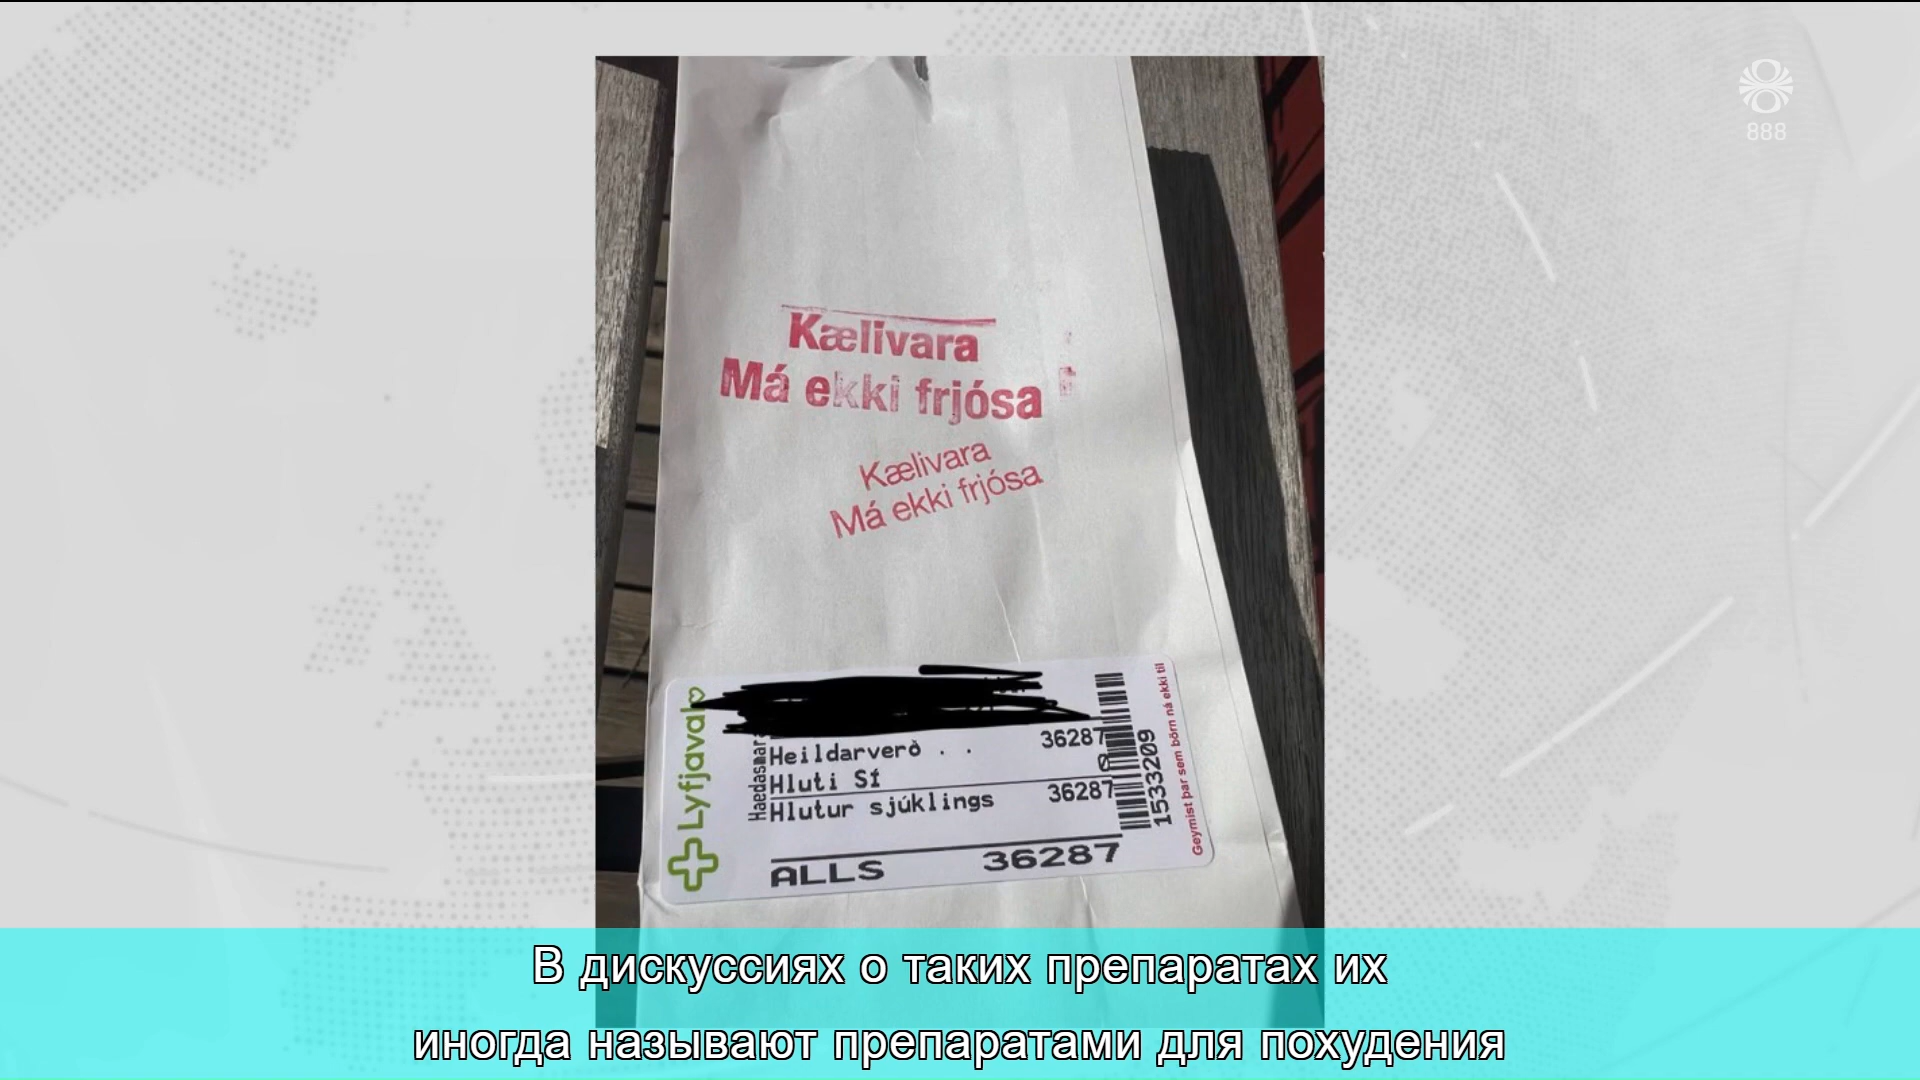 888
Kælivara
Má ekki frjósa
Kælivara
Má ekki frjósa
Lyfjaval
Heildarverð . . 36287
Hluti SÍ 0
Hlutur sjúklings 36287
ALLS 36287
1533209
Geymist þar sem börn ná ekki til
В дискуссиях о таких препаратах их
иногда называют препаратами для похудения